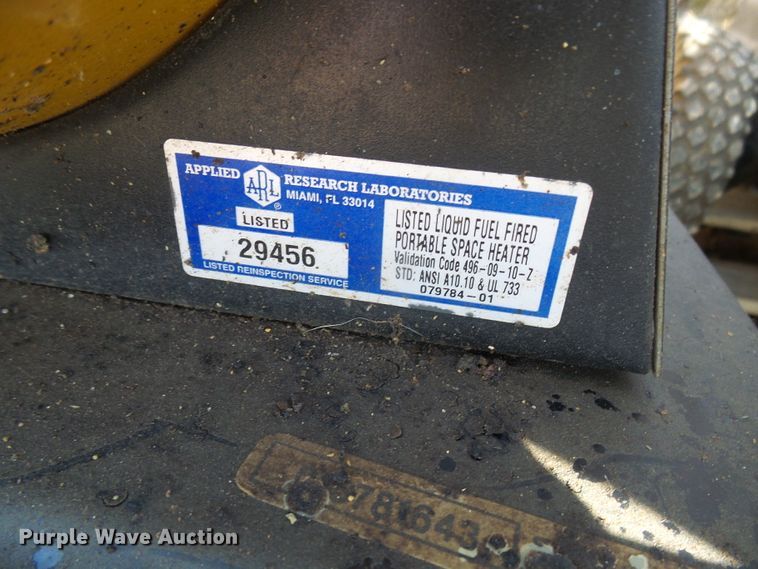 APPLIED ARL RESEARCH LABORATORIES
® MIAMI, FL 33014
LISTED
29456
LISTED REINSPECTION SERVICE
LISTED LIQUID FUEL FIRED
PORTABLE SPACE HEATER
Validation Code 496-09-10-Z
STD: ANSI A10.10 & UL 733
079784-01
781643
Purple Wave Auction®